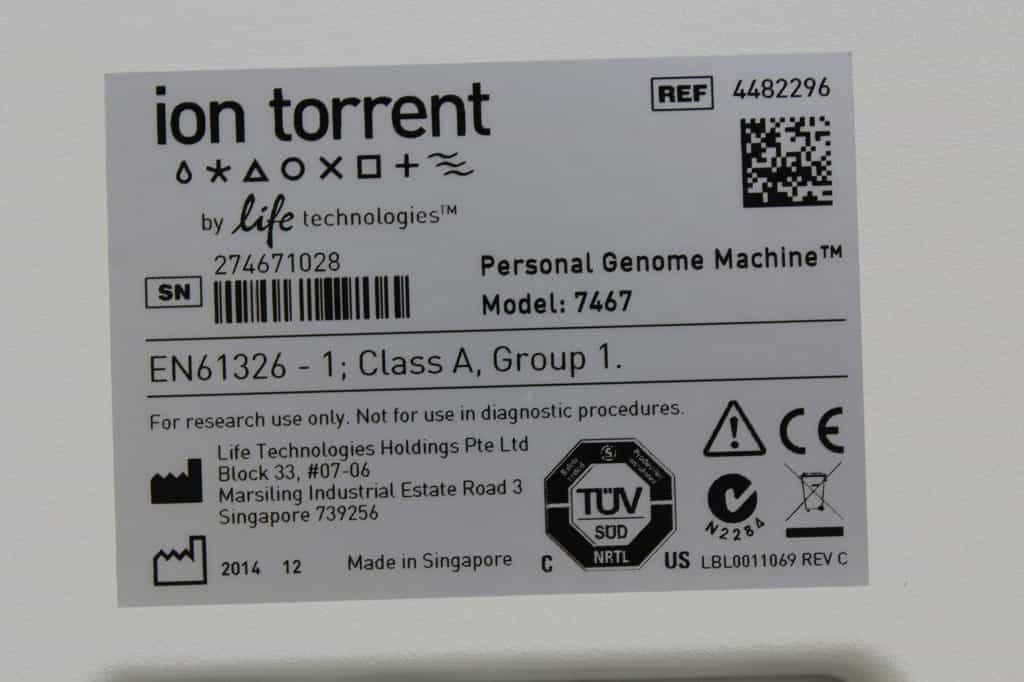 ion torrent
by life technologies™
REF 4482296
SN 274671028
Personal Genome Machine™
Model: 7467
EN61326 - 1; Class A, Group 1.
For research use only. Not for use in diagnostic procedures.
Life Technologies Holdings Pte Ltd
Block 33, #07-06
Marsiling Industrial Estate Road 3
Singapore 739256
2014 12
Made in Singapore
TÜV
SÜD
NRTL
C US
CE
N2284
LBL0011069 REV C